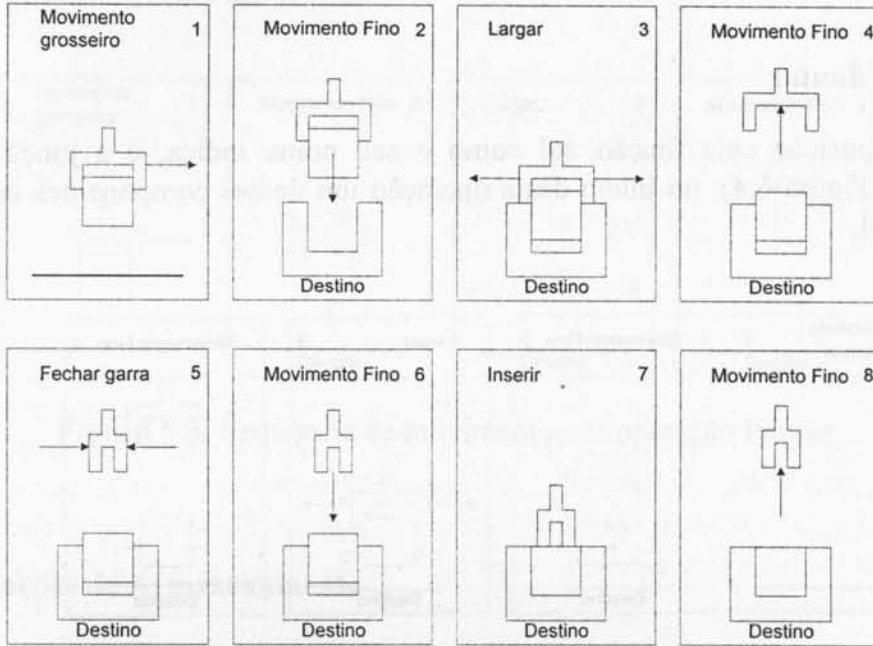 Movimento
grosseiro 1
Movimento Fino 2
Largar 3
Movimento Fino 4
Destino
Destino
Destino
Fechar garra 5
Movimento Fino 6
Inserir 7
Movimento Fino 8
Destino
Destino
Destino
Destino